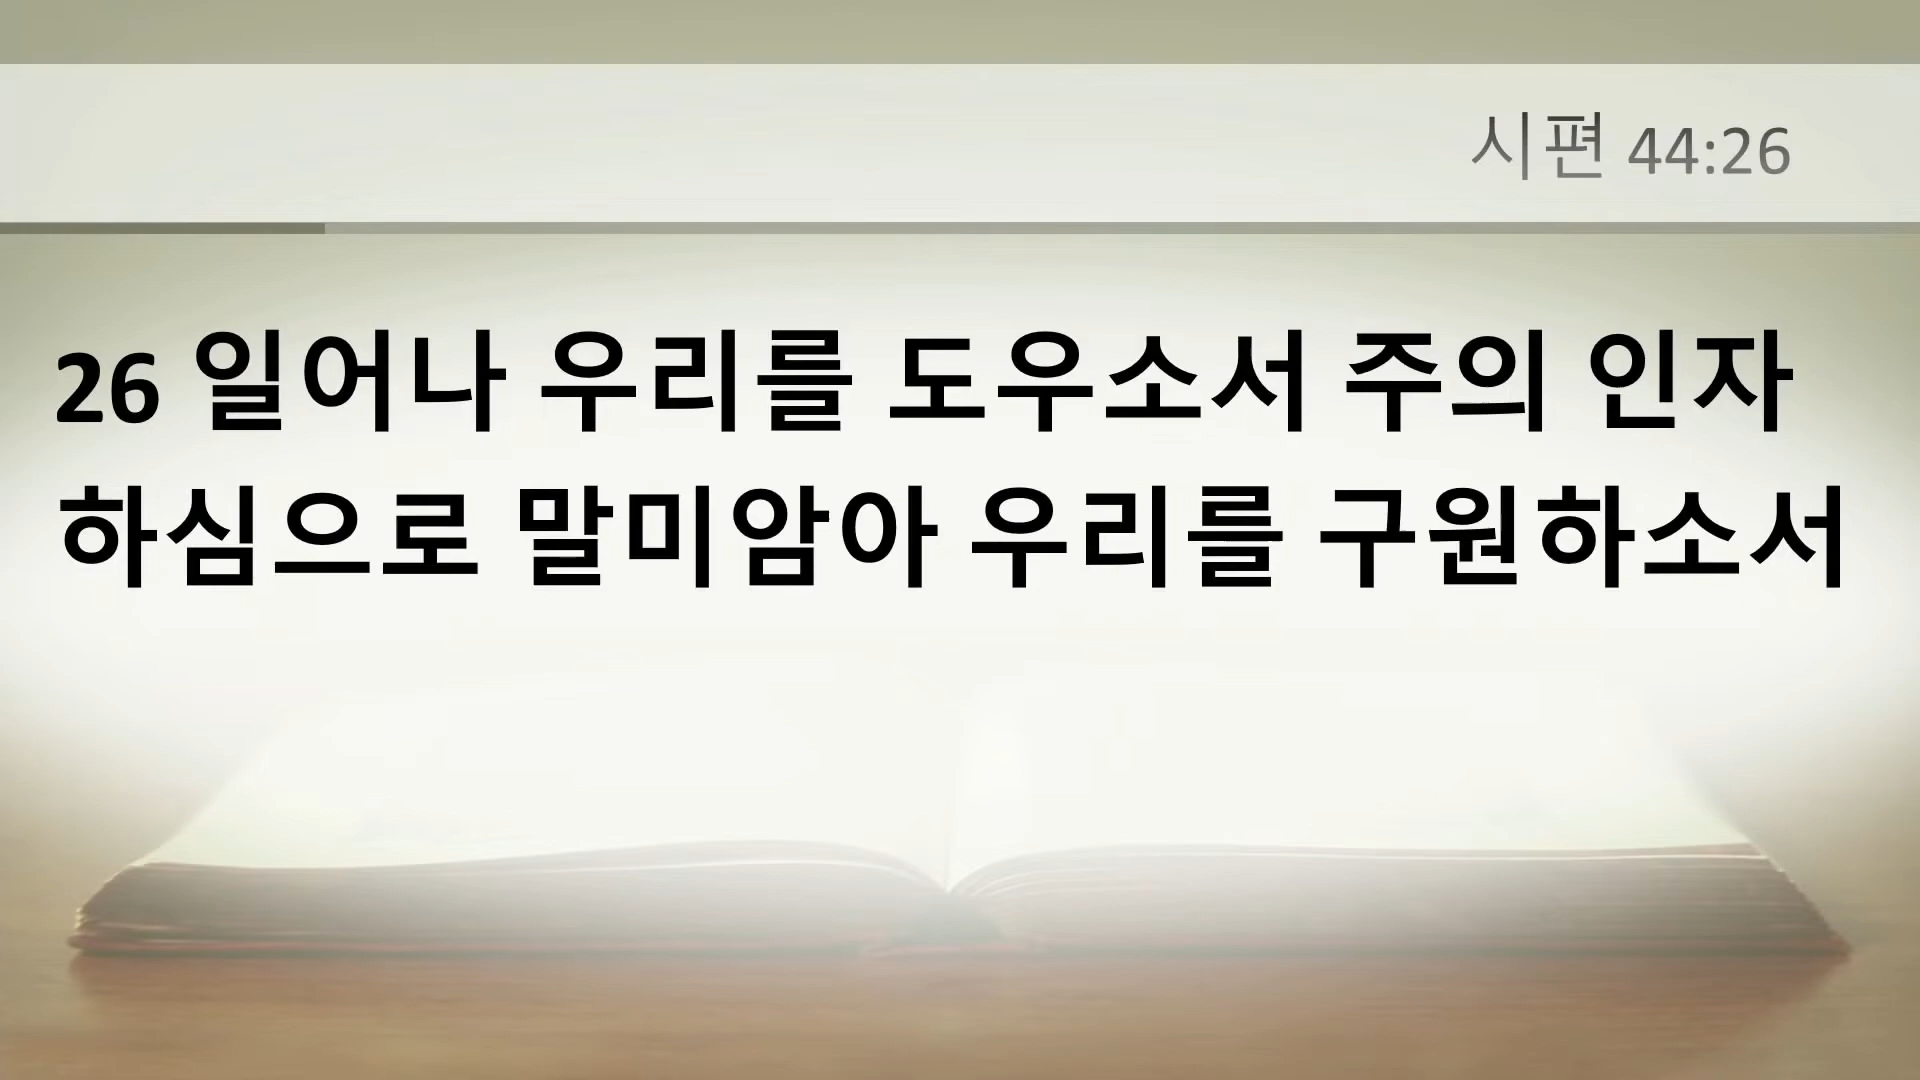 시편 44:26
26 일어나 우리를 도우소서 주의 인자
하심으로 말미암아 우리를 구원하소서